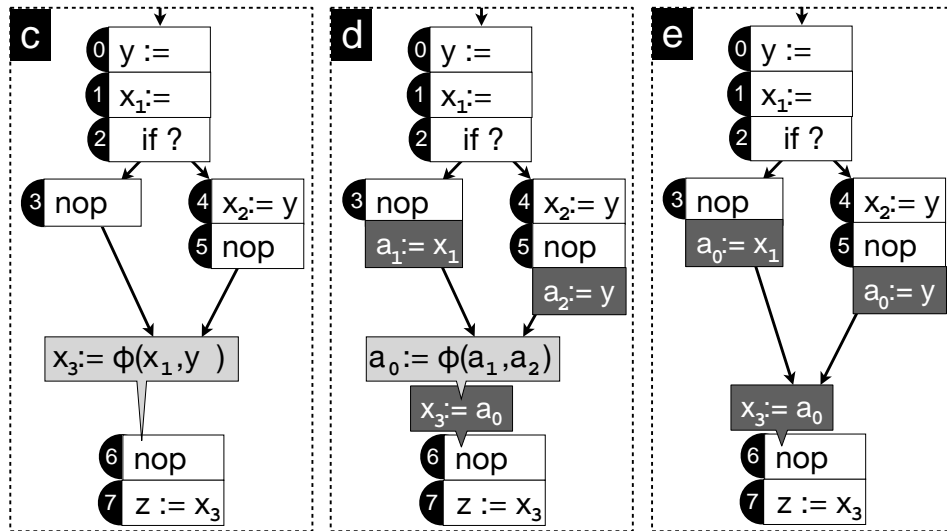 c
0 y :=
1 x₁:=
2 if ?
3 nop
4 x₂:= y
5 nop
x₃:= ϕ(x₁,y )
6 nop
7 z := x₃
d
0 y :=
1 x₁:=
2 if ?
3 nop
a₁:= x₁
4 x₂:= y
5 nop
a₂:= y
a₀:= ϕ(a₁,a₂)
x₃:= a₀
6 nop
7 z := x₃
e
0 y :=
1 x₁:=
2 if ?
3 nop
a₀:= x₁
4 x₂:= y
5 nop
a₀:= y
x₃:= a₀
6 nop
7 z := x₃